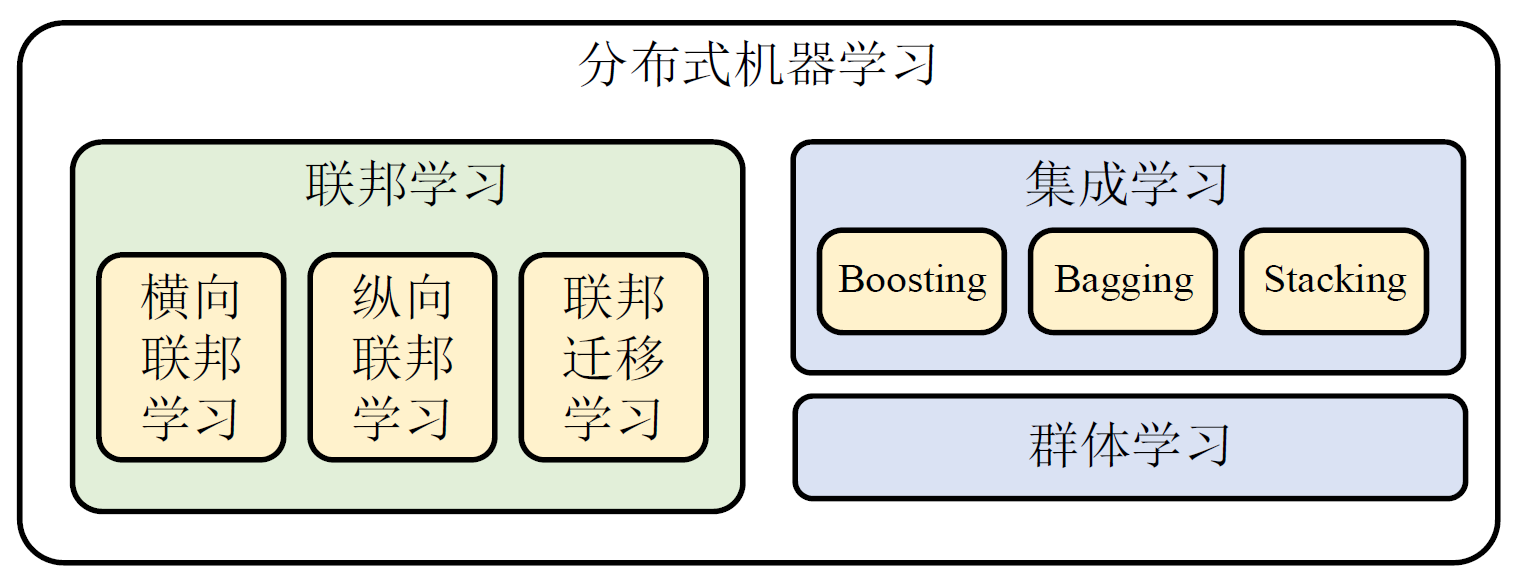 分布式机器学习
联邦学习
横向
联邦
学习
纵向
联邦
学习
联邦
迁移
学习
集成学习
Boosting
Bagging
Stacking
群体学习